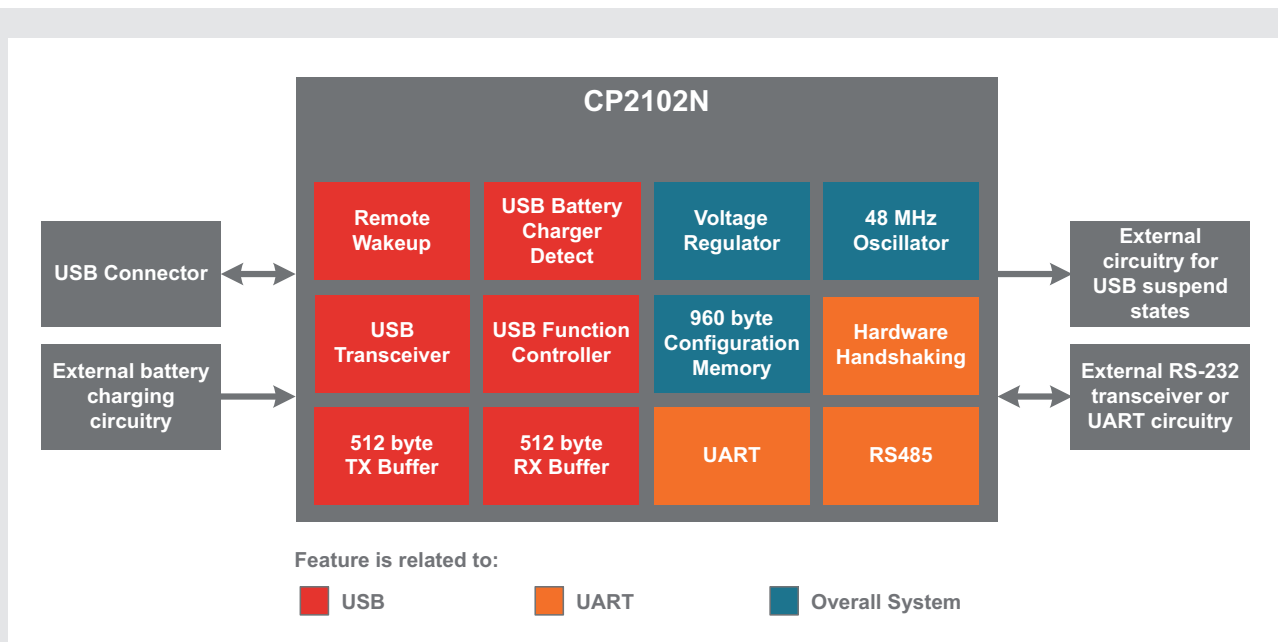 CP2102N
Remote
Wakeup
USB Battery
Charger
Detect
Voltage
Regulator
48 MHz
Oscillator
USB
Transceiver
USB Function
Controller
960 byte
Configuration
Memory
Hardware
Handshaking
512 byte
TX Buffer
512 byte
RX Buffer
UART
RS485
USB Connector
External battery
charging
circuitry
External
circuitry for
USB suspend
states
External RS-232
transceiver or
UART circuitry
Feature is related to:
USB
UART
Overall System